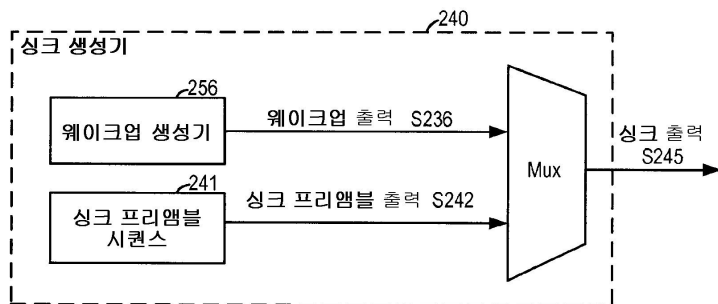 240
싱크 생성기
256
웨이크업 생성기
웨이크업 출력 S236
241
싱크 프리앰블
시퀀스
싱크 프리앰블 출력 S242
Mux
싱크 출력
S245